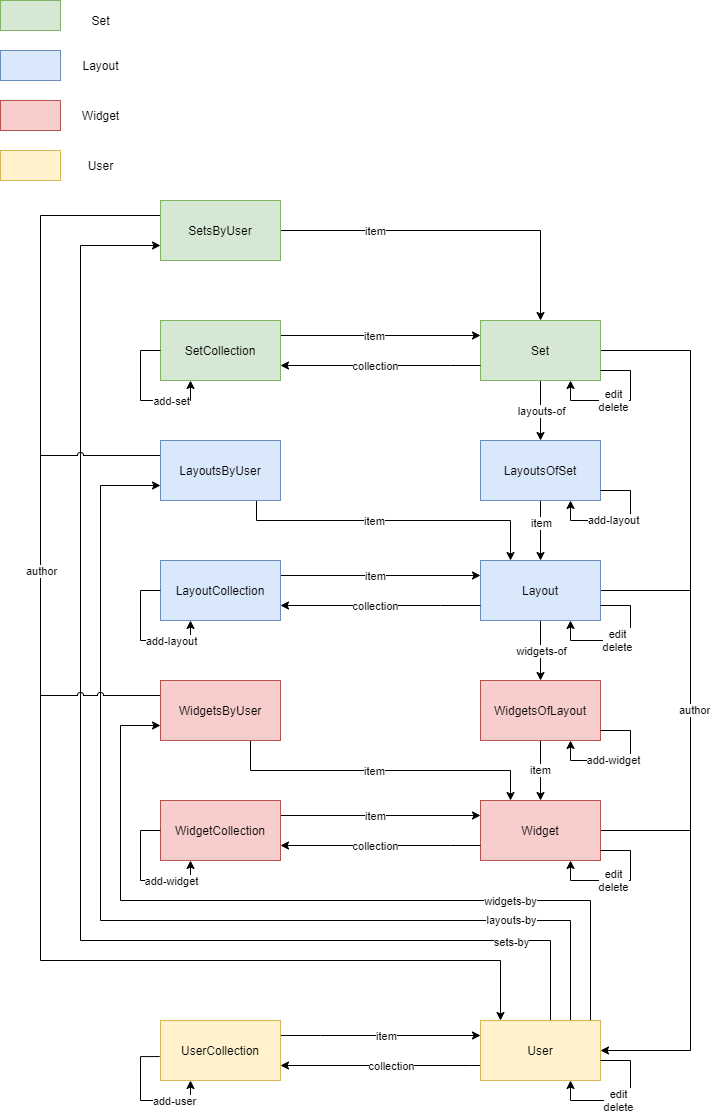 Set
Layout
Widget
User
SetsByUser
item
SetCollection
item
Set
collection
add-set
edit
delete
layouts-of
LayoutsByUser
LayoutsOfSet
item
item
add-layout
author
LayoutCollection
item
Layout
collection
add-layout
edit
delete
widgets-of
WidgetsByUser
WidgetsOfLayout
author
item
item
add-widget
WidgetCollection
item
Widget
collection
add-widget
edit
delete
widgets-by
layouts-by
sets-by
UserCollection
item
User
collection
add-user
edit
delete